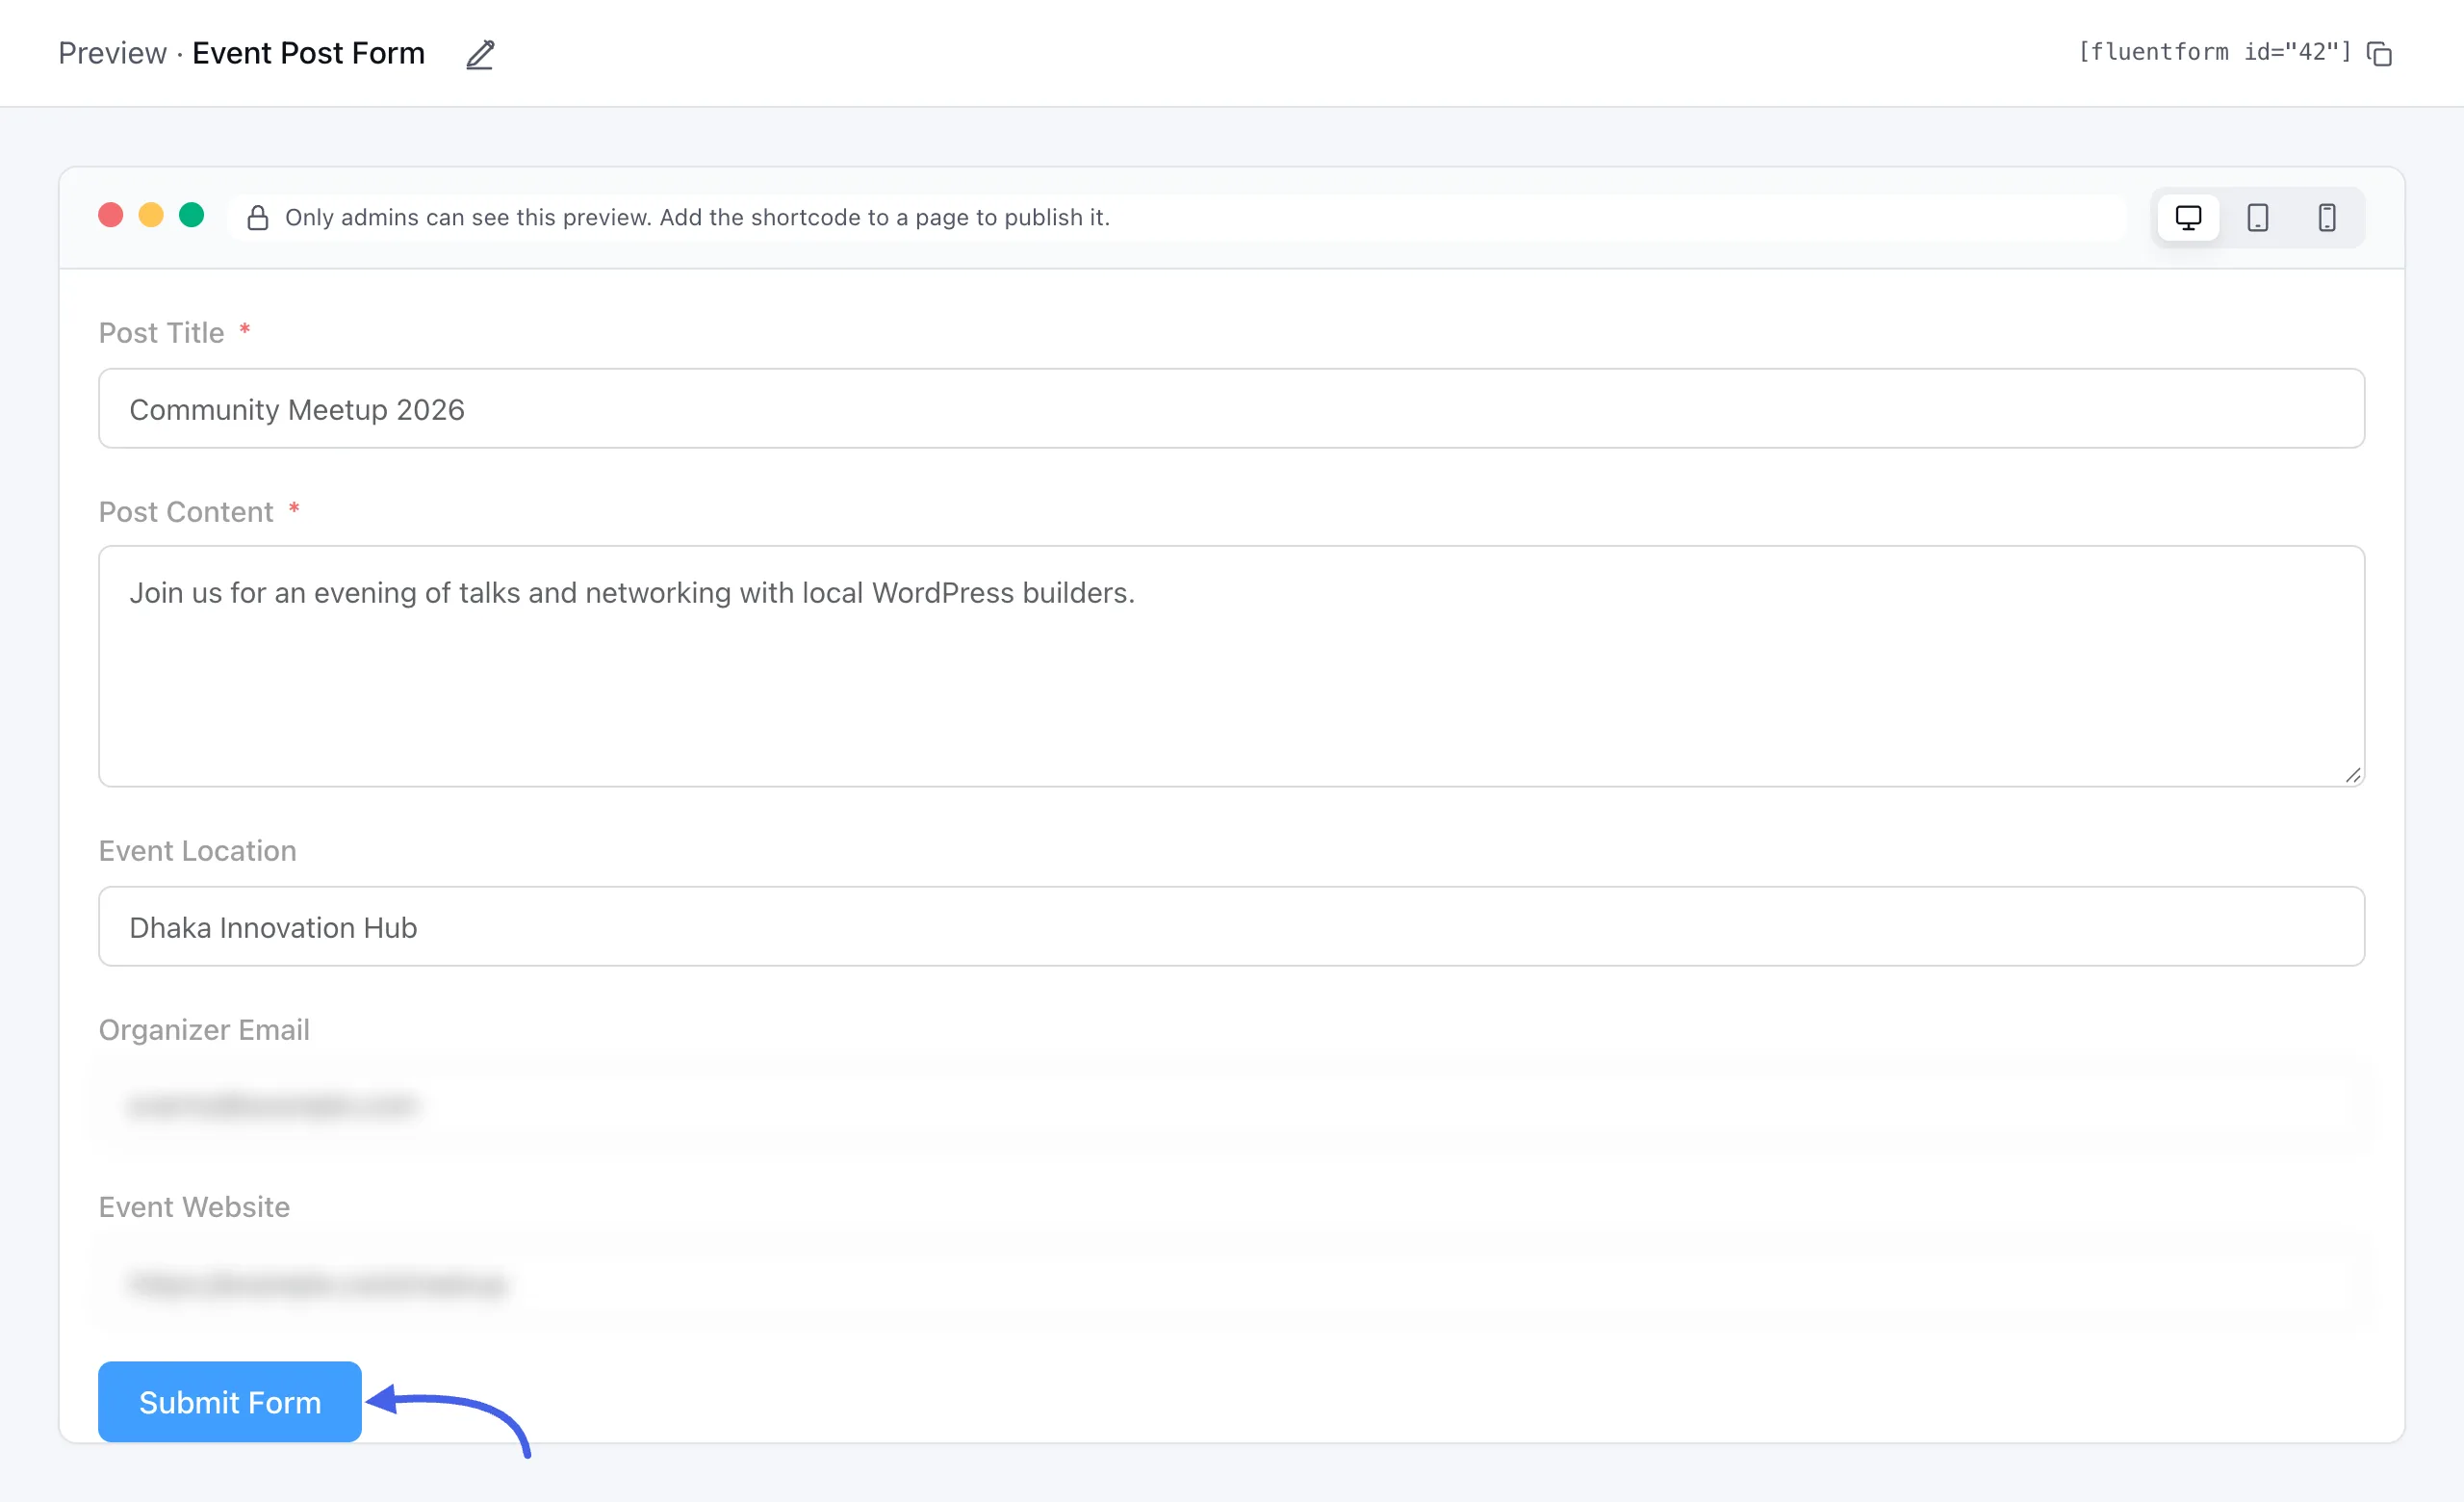 Preview · Event Post Form
[fluentform id="42"]
Only admins can see this preview. Add the shortcode to a page to publish it.
Post Title *
Community Meetup 2026
Post Content *
Join us for an evening of talks and networking with local WordPress builders.
Event Location
Dhaka Innovation Hub
Organizer Email
Event Website
Submit Form